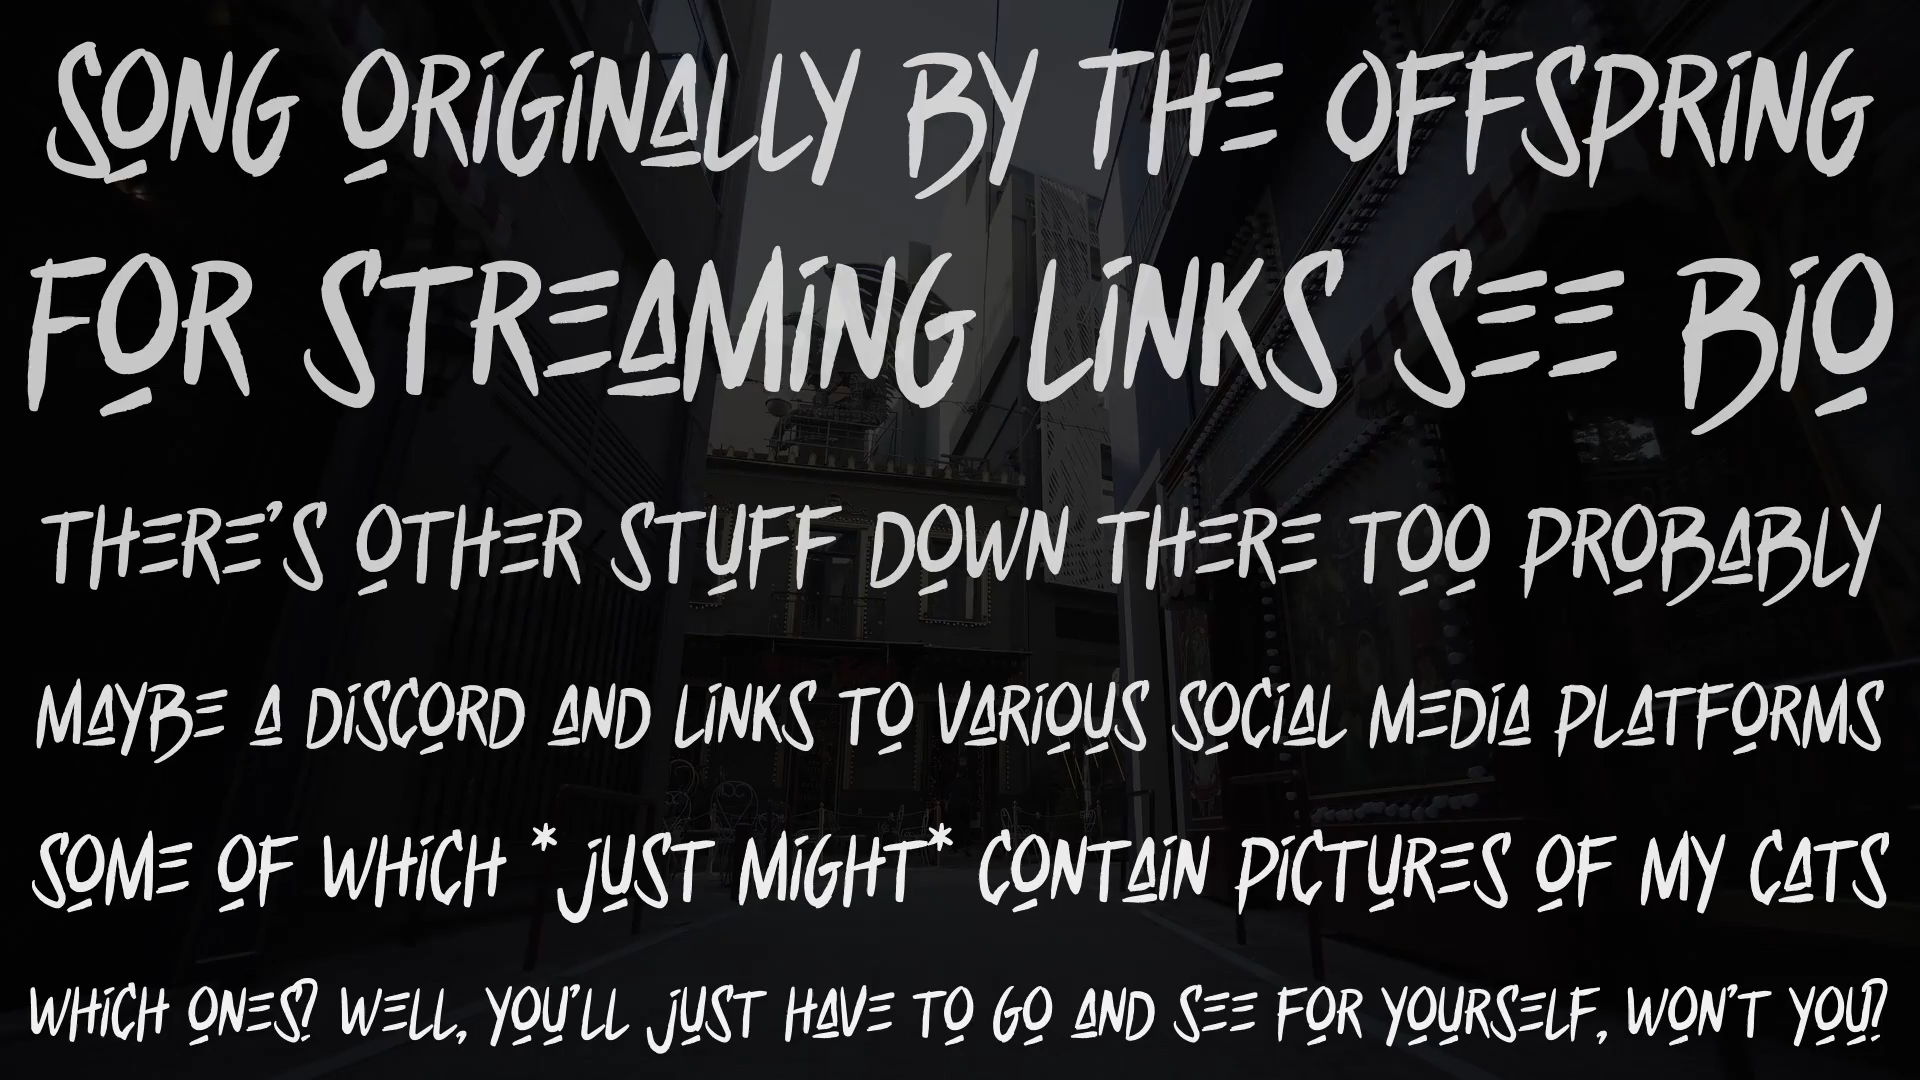 SONG ORIGINALLY BY THE OFFSPRING
FOR STREAMING LINKS SEE BIO
THERE'S OTHER STUFF DOWN THERE TOO PROBABLY
MAYBE A DISCORD AND LINKS TO VARIOUS SOCIAL MEDIA PLATFORMS
SOME OF WHICH *JUST MIGHT* CONTAIN PICTURES OF MY CATS
WHICH ONES? WELL, YOU'LL JUST HAVE TO GO AND SEE FOR YOURSELF, WON'T YOU?